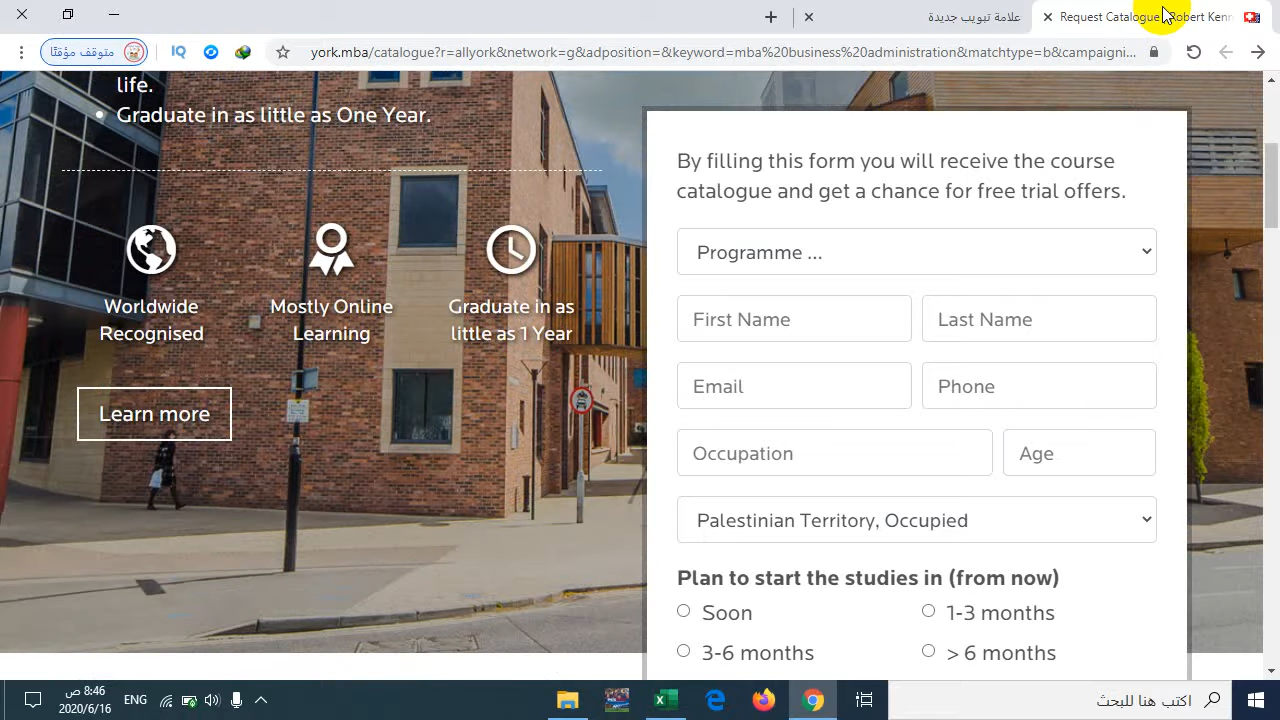 علامة تبويب جديدة
Request Catalogue Robert Kenn
متوقف مؤقتًا
IQ
york.mba/catalogue?r=allyork&network=g&adposition=&keyword=mba%20business%20administration&matchtype=b&campaigni...
life.
Graduate in as little as One Year.
Worldwide
Recognised
Mostly Online
Learning
Graduate in as
little as 1 Year
Learn more
By filling this form you will receive the course
catalogue and get a chance for free trial offers.
Programme ...
First Name
Last Name
Email
Phone
Occupation
Age
Palestinian Territory, Occupied
Plan to start the studies in (from now)
Soon
1-3 months
3-6 months
> 6 months
8:46 ص
2020/6/16
ENG
اكتب هنا للبحث